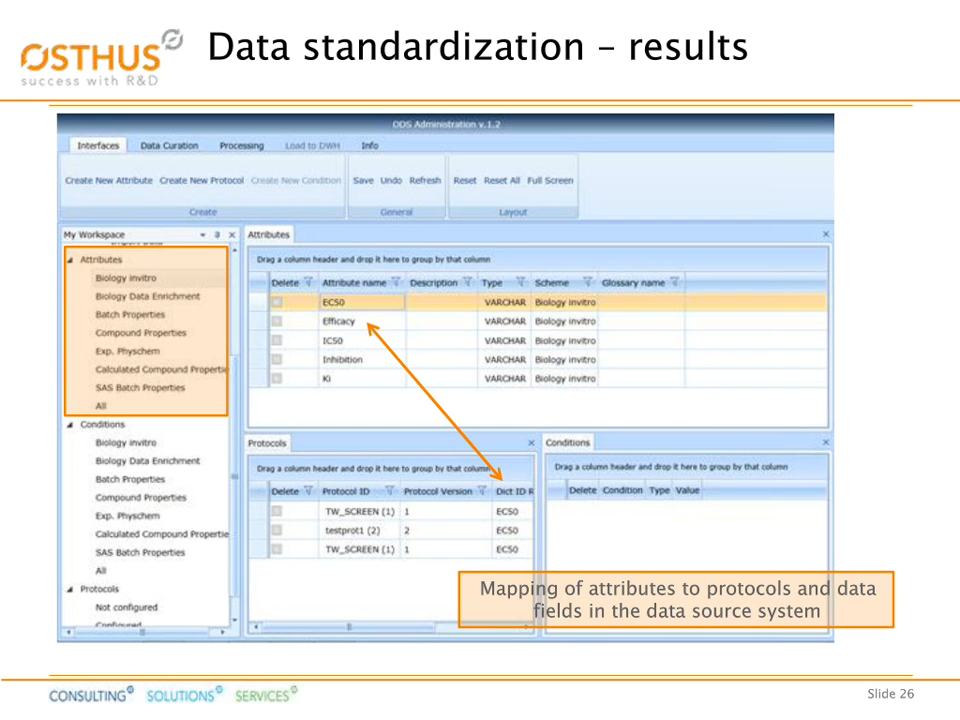 OSTHUS
success with R&D
Data standardization – results
ODS Administration v.1.2
Interfaces Data Curation Processing Load to DWH Info
Create New Attribute Create New Protocol Create New Condition Save Undo Refresh Reset Reset All Full Screen
Create General Layout
My Workspace
Import Data
Attributes
Biology invitro
Biology Data Enrichment
Batch Properties
Compound Properties
Exp. Physchem
Calculated Compound Propertie
SAS Batch Properties
All
Conditions
Biology invitro
Biology Data Enrichment
Batch Properties
Compound Properties
Exp. Physchem
Calculated Compound Propertie
SAS Batch Properties
All
Protocols
Not configured
Configured
Attributes
Drag a column header and drop it here to group by that column
Delete Attribute name Description Type Scheme Glossary name
EC50 VARCHAR Biology invitro
Efficacy VARCHAR Biology invitro
IC50 VARCHAR Biology invitro
Inhibition VARCHAR Biology invitro
Ki VARCHAR Biology invitro
Protocols
Drag a column header and drop it here to group by that column
Delete Protocol ID Protocol Version Dict ID R
TW_SCREEN (1) 1 EC50
testprot1 (2) 2 EC50
TW_SCREEN (1) 1 EC50
Conditions
Drag a column header and drop it here to group by that column
Delete Condition Type Value
Mapping of attributes to protocols and data
fields in the data source system
CONSULTING SOLUTIONS SERVICES
Slide 26